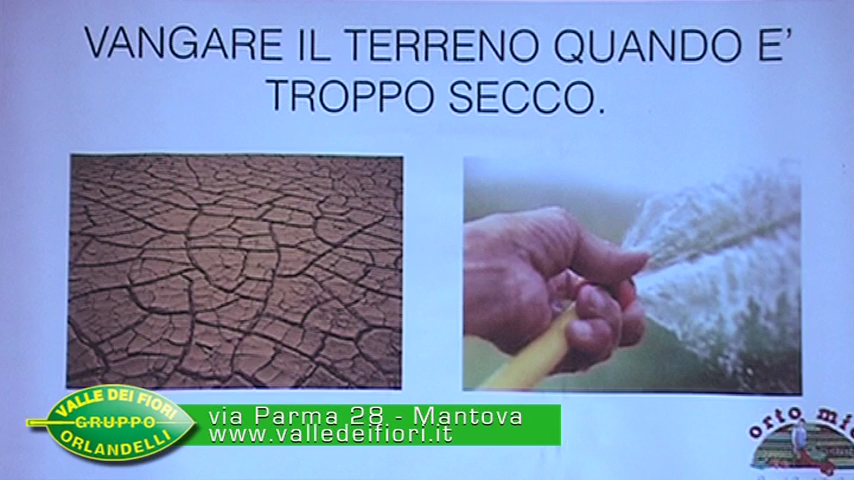 VANGARE IL TERRENO QUANDO E'
TROPPO SECCO.
VALLE DEI FIORI
GRUPPO
ORLANDELLI
via Parma 28 - Mantova
www.valledeifiori.it
orto mio